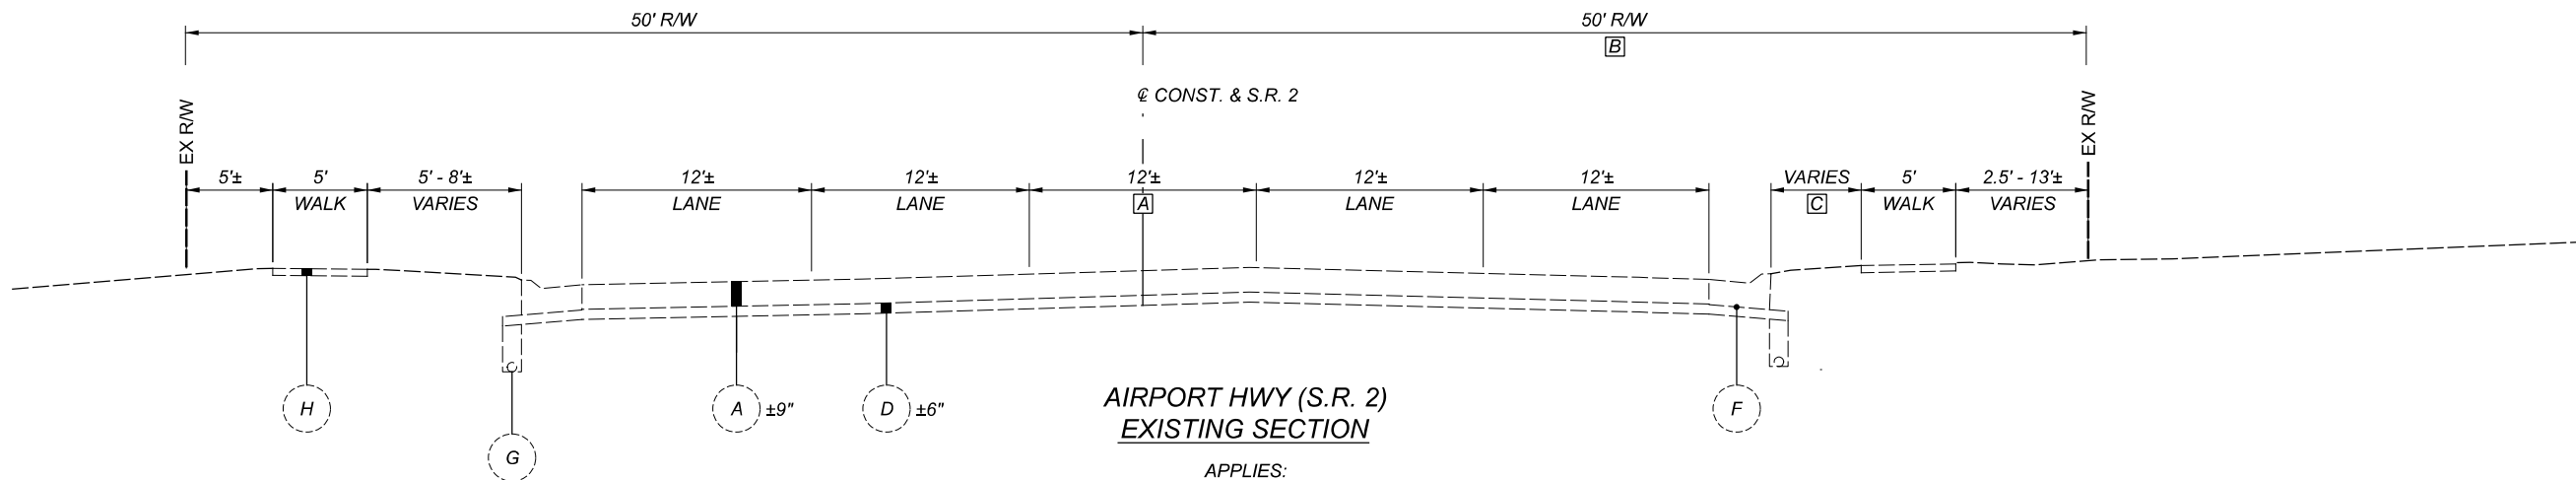 50' R/W
50' R/W
B
℄ CONST. & S.R. 2
EX R/W
EX R/W
5'±
5'
WALK
5' - 8'±
VARIES
12'±
LANE
12'±
LANE
12'±
A
12'±
LANE
12'±
LANE
VARIES
C
5'
WALK
2.5' - 13'±
VARIES
H
G
A ±9"
D ±6"
F
AIRPORT HWY (S.R. 2)
EXISTING SECTION
APPLIES: